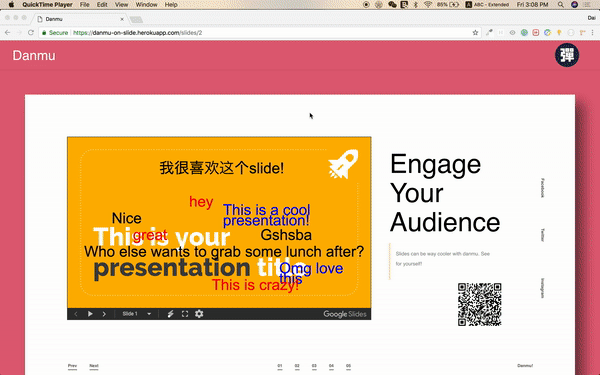 QuickTime Player File Edit View Window Help
85%
ABC - Extended
Fri 3:08 PM
Danmu
Dai
Secure https://danmu-on-slide.herokuapp.com/slides/2
Danmu
彈
我很喜欢这个slide!
hey
This is a cool
presentation!
Nice
great
Gshsba
This is your
Who else wants to grab some lunch after?
presentation title
Omg love
this
This is crazy!
Slide 1
Google Slides
Engage
Your
Audience
Slides can be way cooler with danmu. See
for yourself!
Facebook
Twitter
Instagram
Prev
Next
01
02
03
04
05
Danmu!